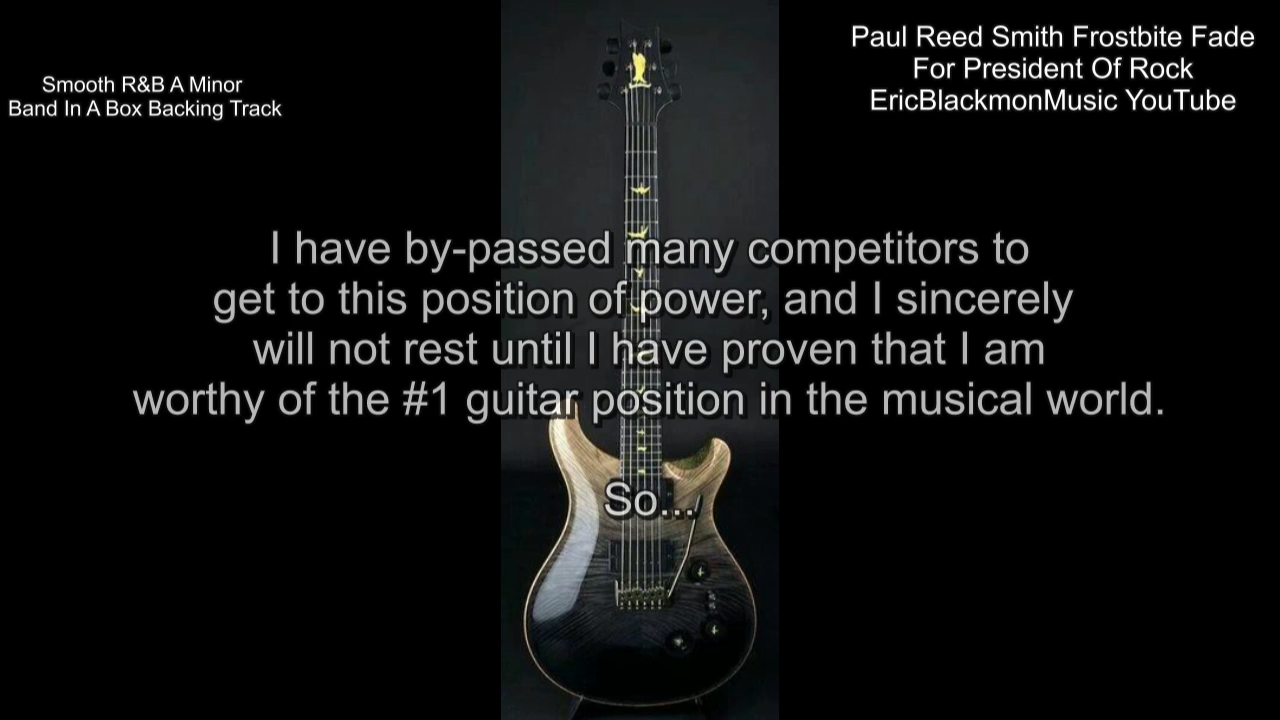 Smooth R&B A Minor
Band In A Box Backing Track
Paul Reed Smith Frostbite Fade
For President Of Rock
EricBlackmonMusic YouTube
I have by-passed many competitors to
get to this position of power, and I sincerely
will not rest until I have proven that I am
worthy of the #1 guitar position in the musical world.
So...